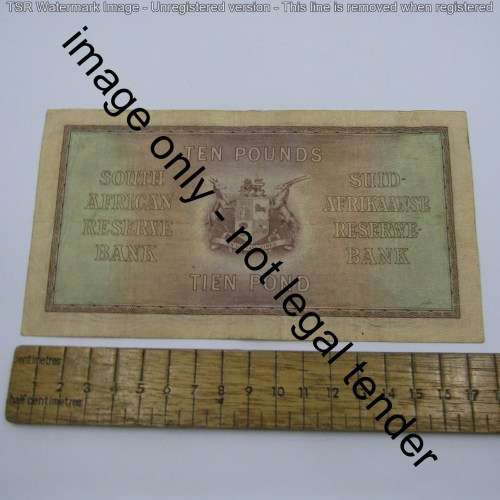 TSR Watermark Image - Unregistered version - This line is removed when registered
image only - not legal tender
TEN POUNDS
SOUTH
AFRICAN
RESERVE
BANK
SUID-
AFRIKAANSE
RESERWE-
BANK
TIEN POND
centimetres
1 2 3 4 5 6 7 8 9 10 11 12 13 14 15 16 17
half centimetres